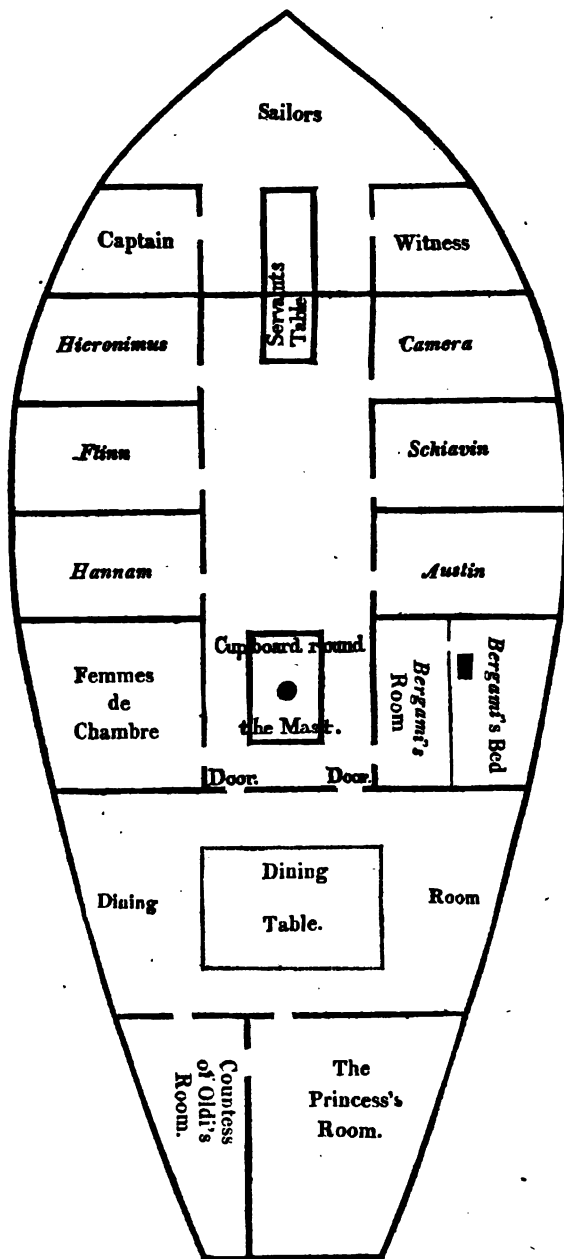 Sailors
Captain
Servants
Table
Witness
Hieronimus
Camera
Flinn
Schiavin
Hannam
Austin
Cupboard round
the Mast.
Femmes
de
Chambre
Bergami's
Room
Bergami's Bed
Door.
Door.
Dining
Dining
Table.
Room
Countess
of Oldi's
Room.
The
Princess's
Room.